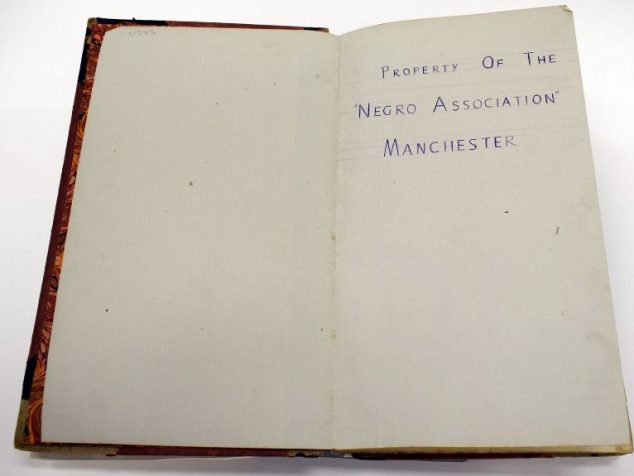 Property Of The
"Negro Association"
Manchester